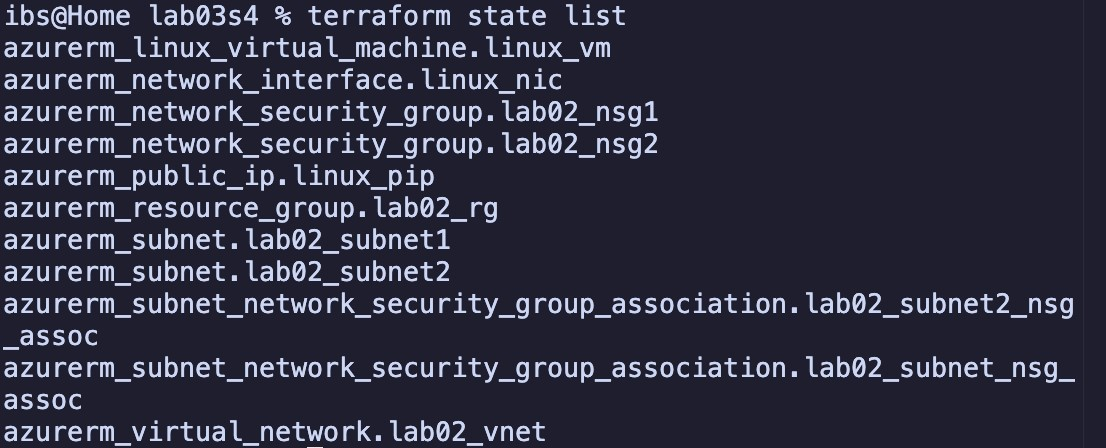 ibs@Home lab03s4 % terraform state list
azurerm_linux_virtual_machine.linux_vm
azurerm_network_interface.linux_nic
azurerm_network_security_group.lab02_nsg1
azurerm_network_security_group.lab02_nsg2
azurerm_public_ip.linux_pip
azurerm_resource_group.lab02_rg
azurerm_subnet.lab02_subnet1
azurerm_subnet.lab02_subnet2
azurerm_subnet_network_security_group_association.lab02_subnet2_nsg
_assoc
azurerm_subnet_network_security_group_association.lab02_subnet_nsg_
assoc
azurerm_virtual_network.lab02_vnet